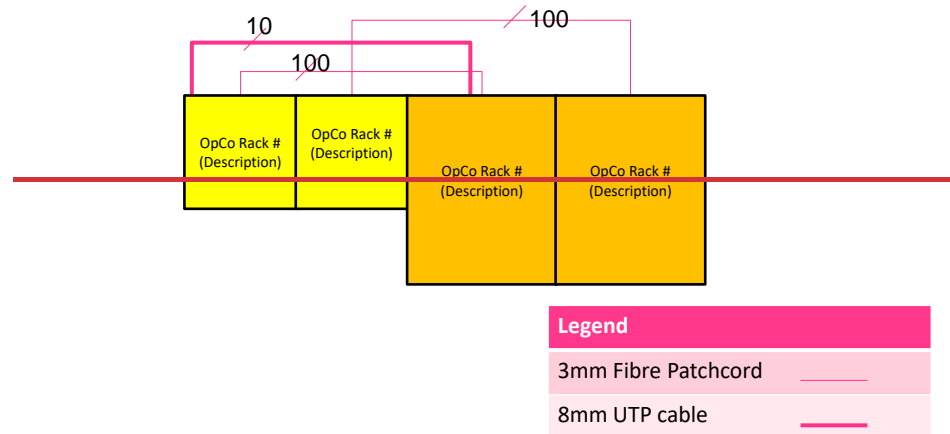 10
100
100
OpCo Rack #
(Description)
OpCo Rack #
(Description)
OpCo Rack #
(Description)
OpCo Rack #
(Description)
Legend
3mm Fibre Patchcord
8mm UTP cable